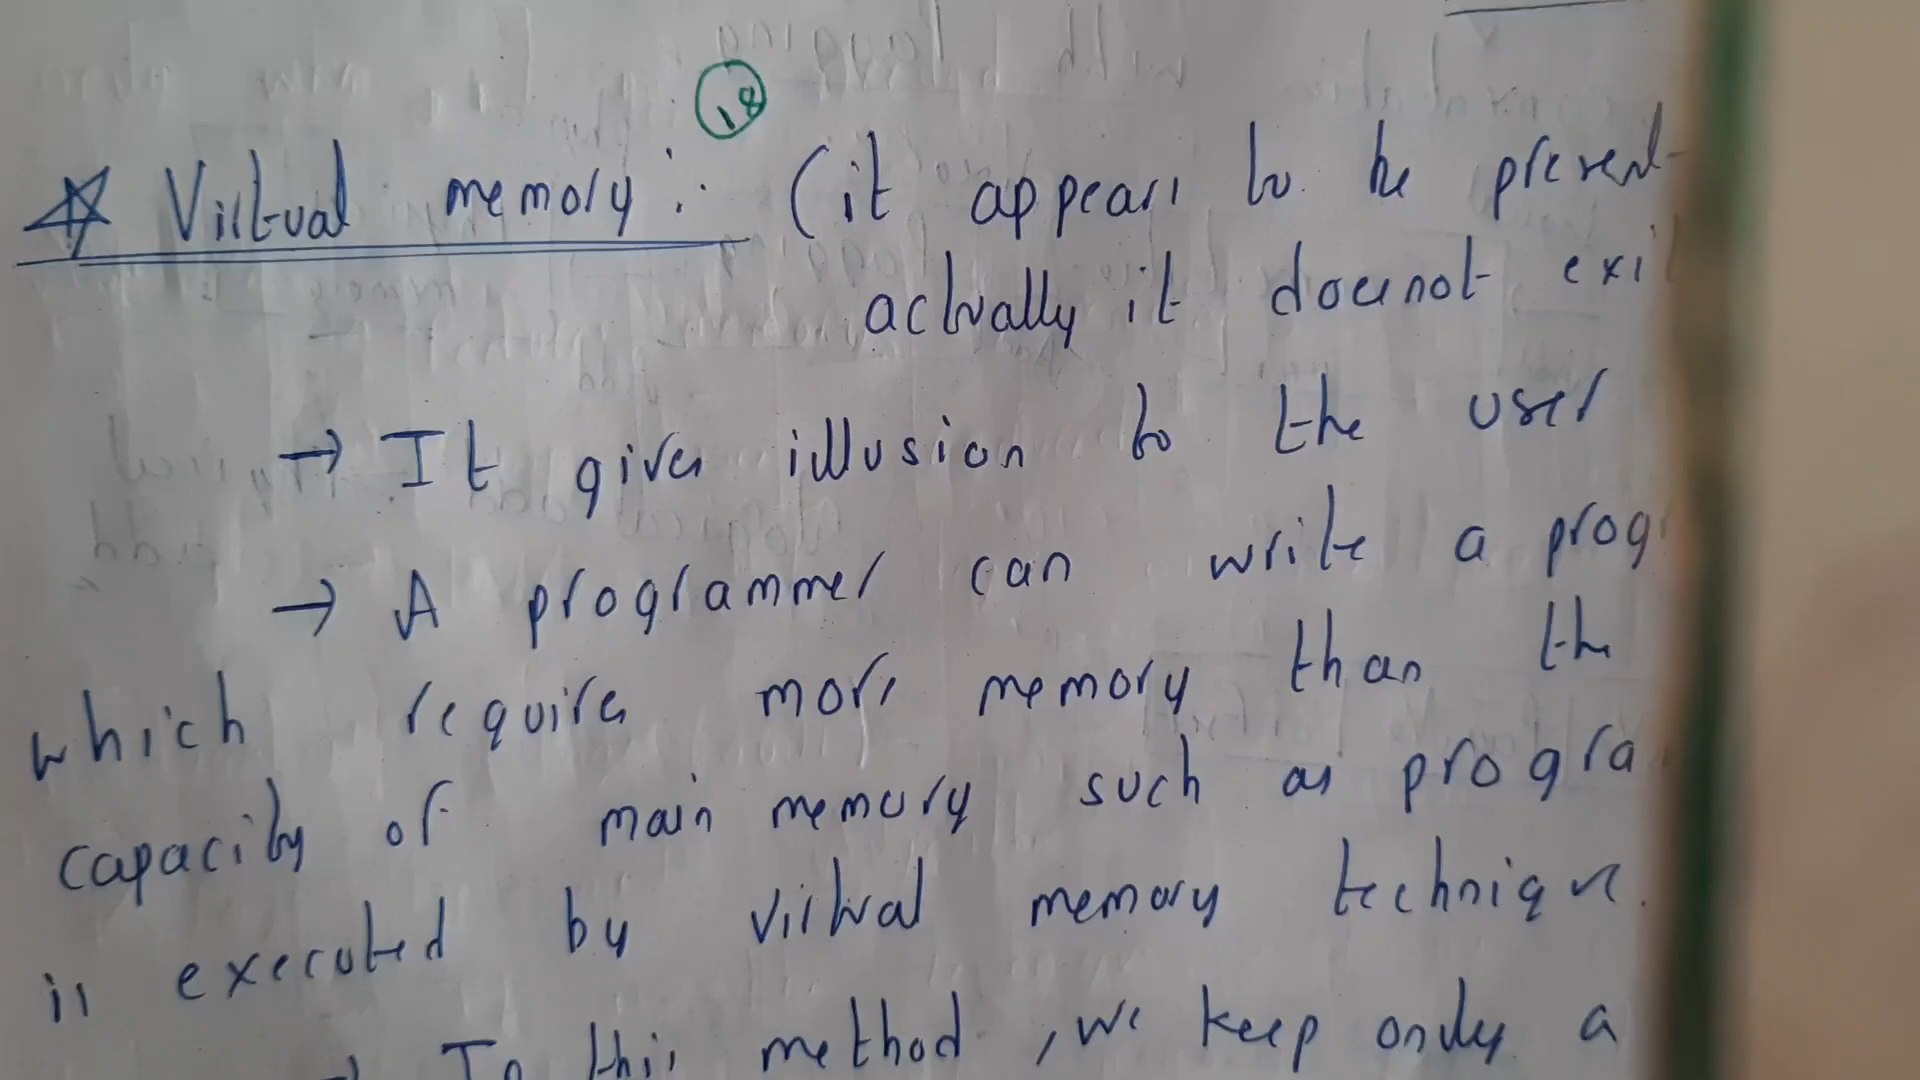 18
Virtual memory : (it appears to be present
actually it doesnot exi
→ It gives illusion to the user
→ A programmer can write a prog
which requires more memory than the
capacity of main memory such as progra
is executed by virtual memory technique.
→ In this method, we keep only a